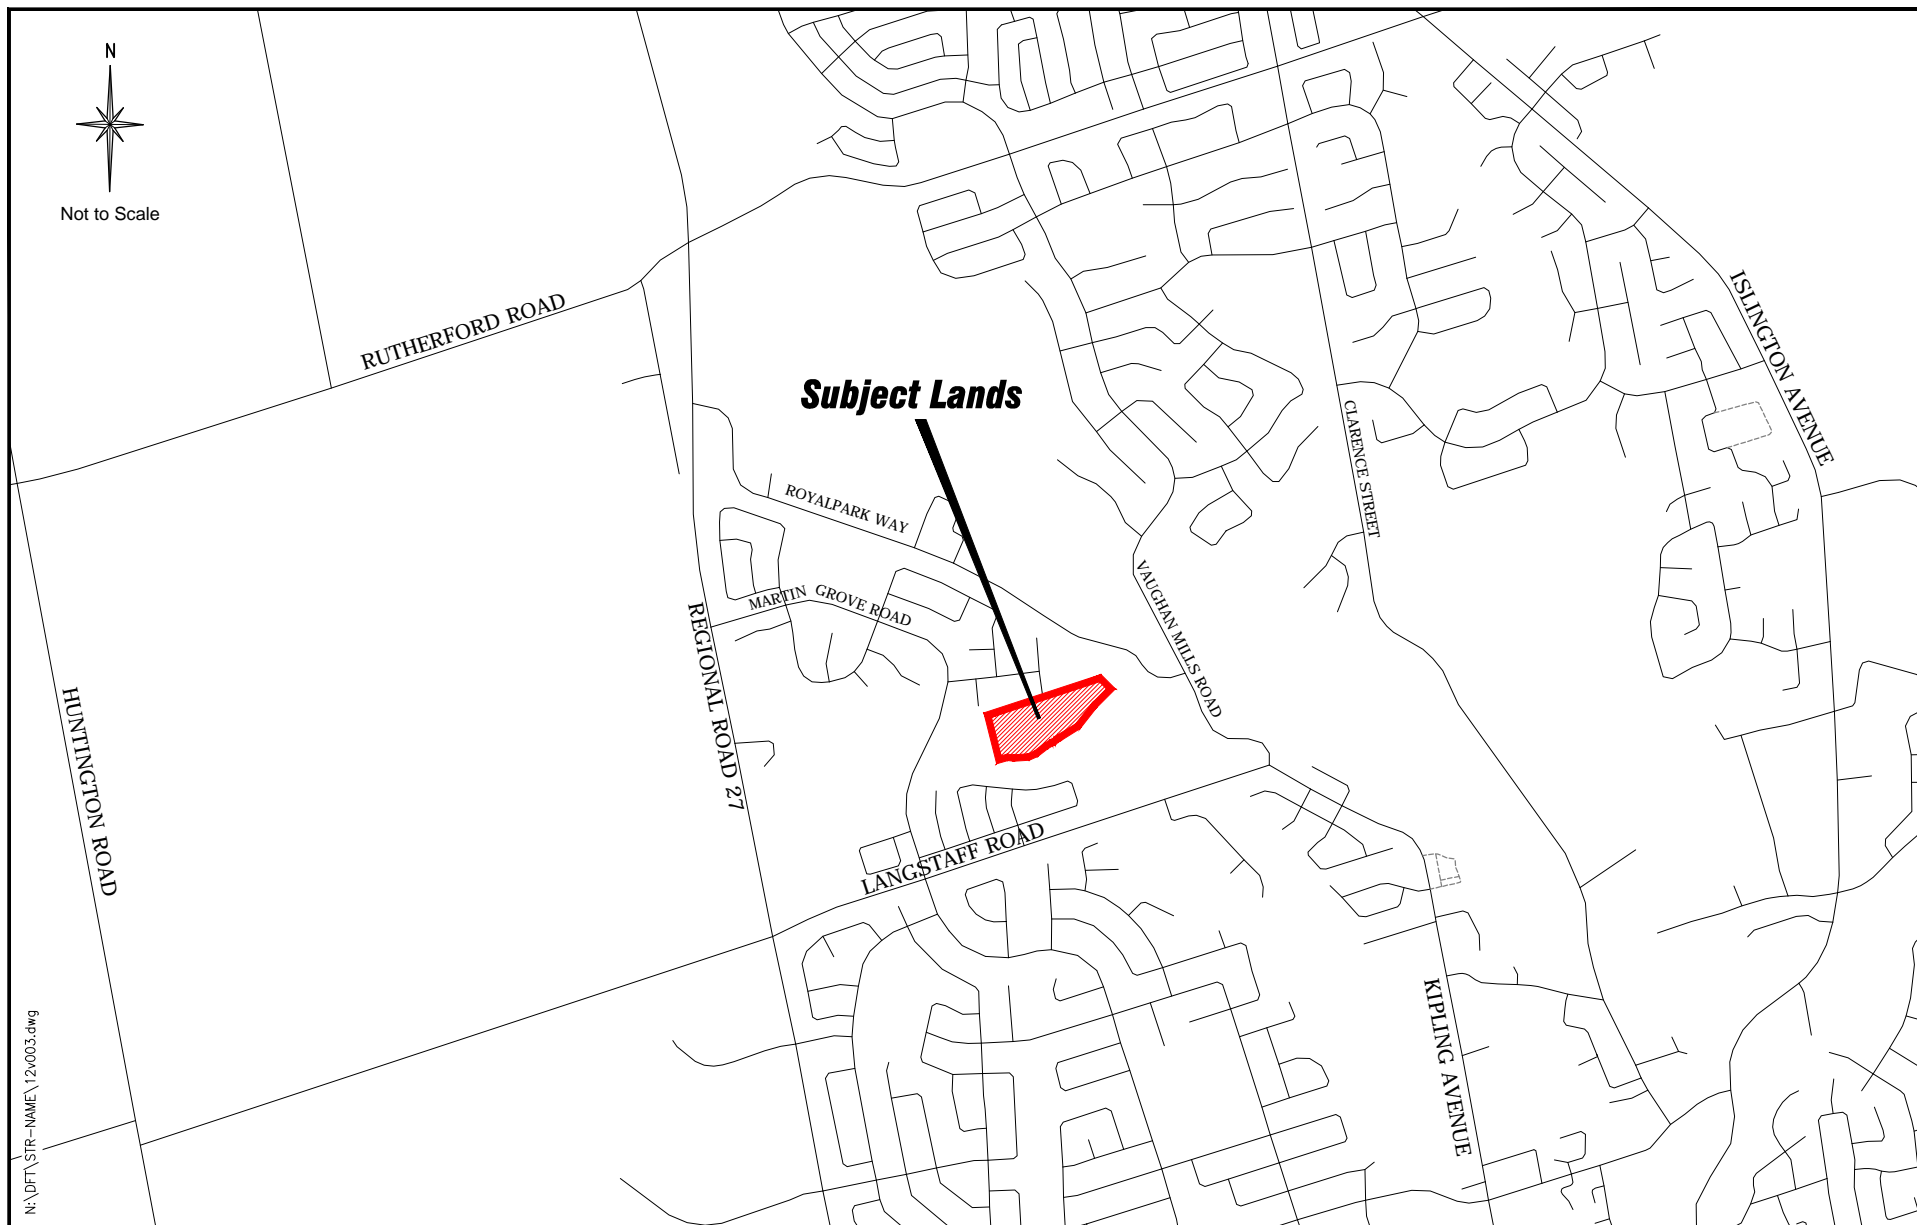 N
Not to Scale
RUTHERFORD ROAD
ISLINGTON AVENUE
Subject Lands
CLARENCE STREET
ROYALPARK WAY
MARTIN GROVE ROAD
VAUGHAN MILLS ROAD
REGIONAL ROAD 27
HUNTINGTON ROAD
LANGSTAFF ROAD
KIPLING AVENUE
N:\DFT\STR-NAME\12v003.dwg